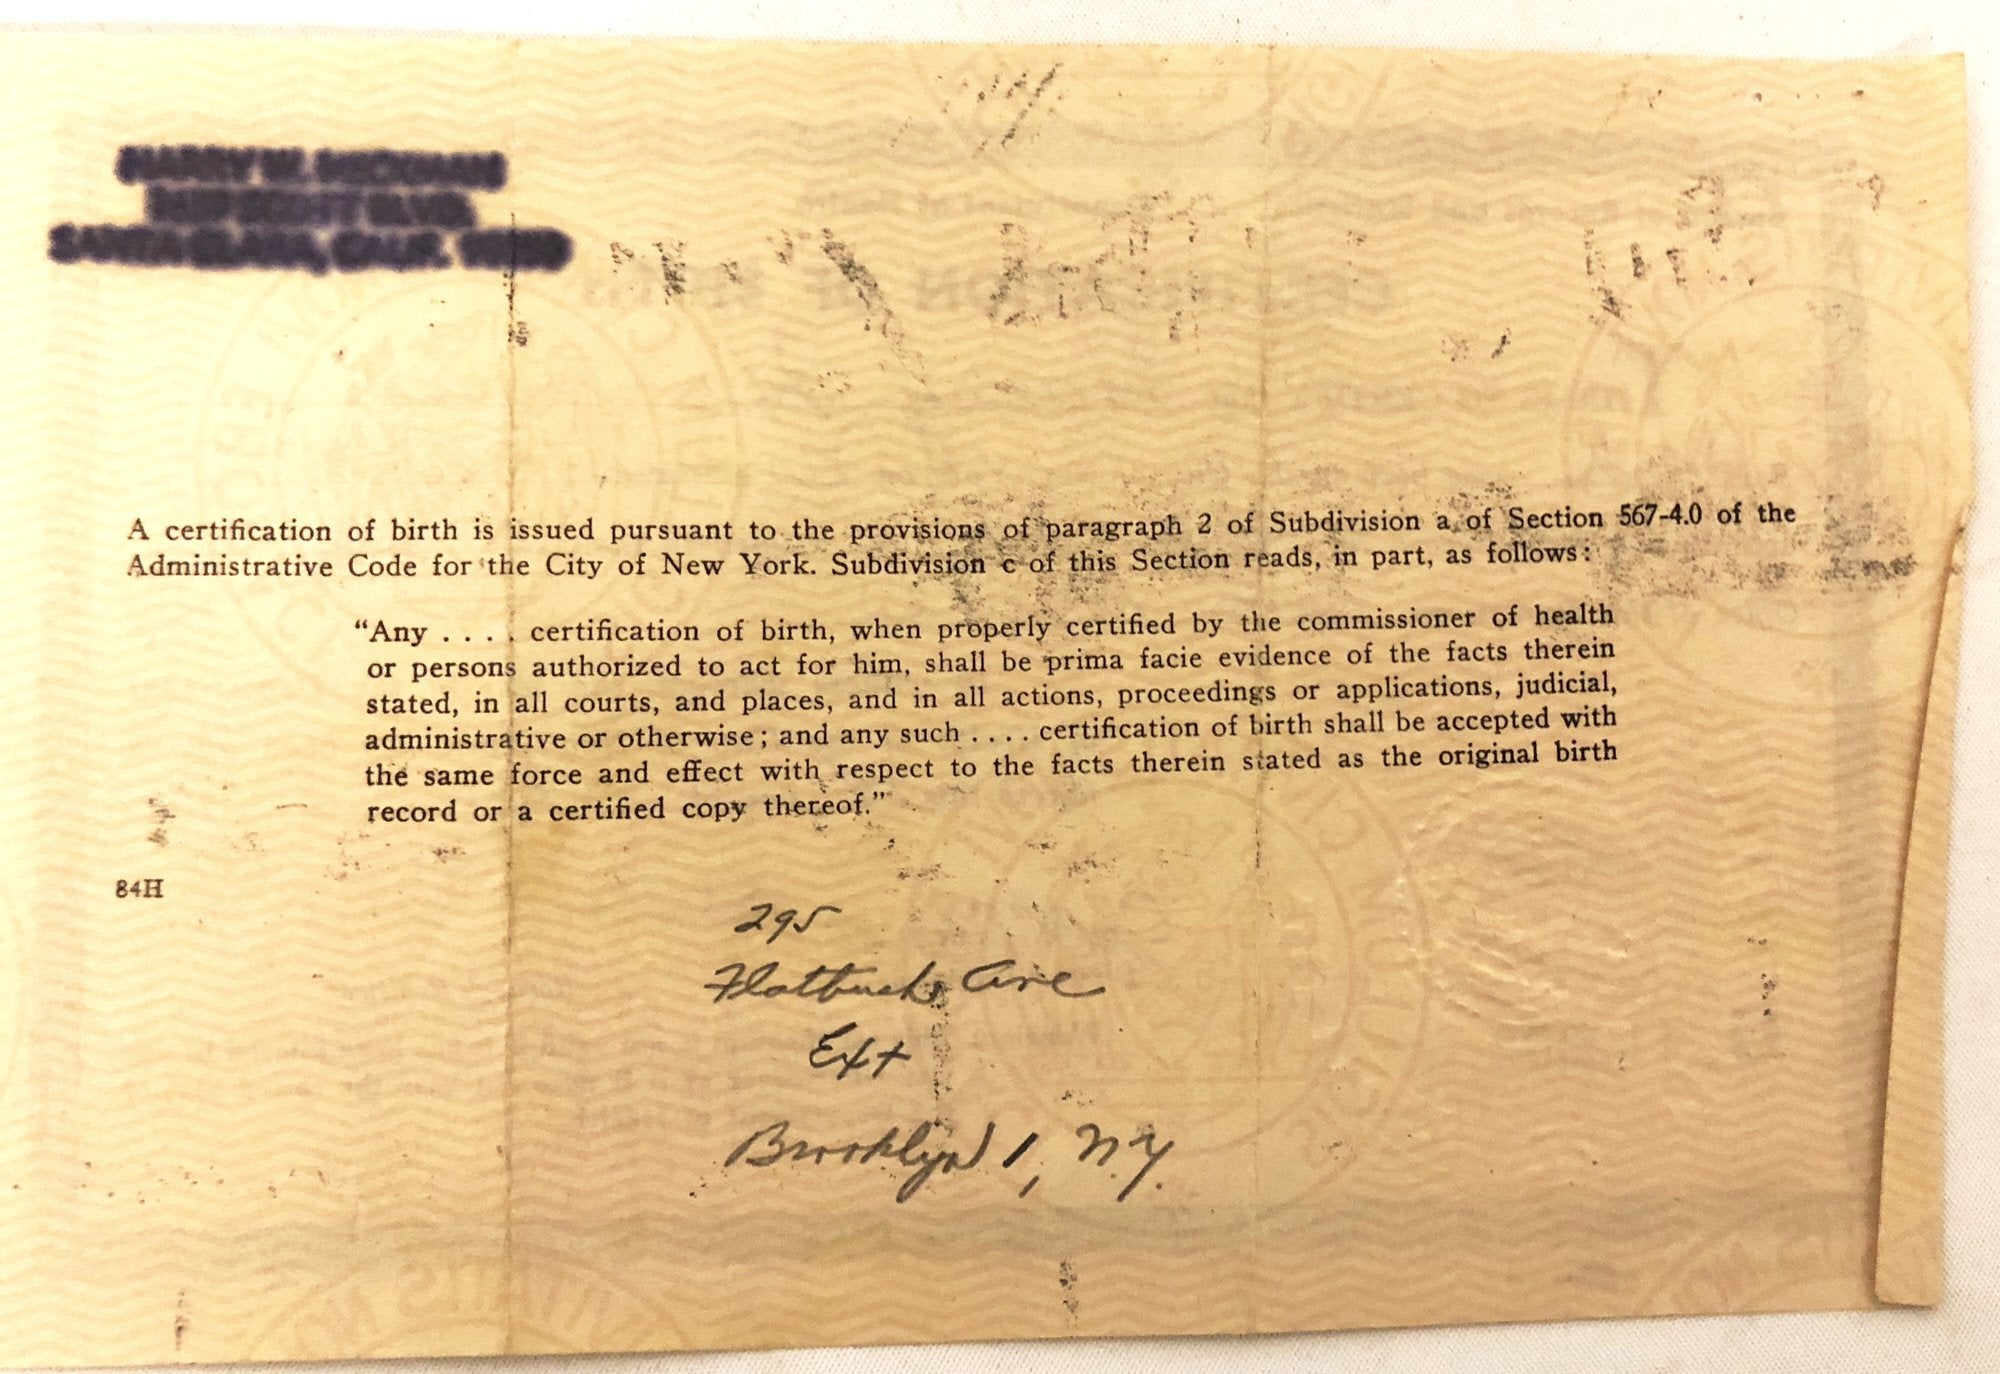 HARRY W.
SANTA CLARA, CALIF.
A certification of birth is issued pursuant to the provisions of paragraph 2 of Subdivision a of Section 567-4.0 of the
Administrative Code for the City of New York. Subdivision c of this Section reads, in part, as follows:
“Any . . . . certification of birth, when properly certified by the commissioner of health
or persons authorized to act for him, shall be prima facie evidence of the facts therein
stated, in all courts, and places, and in all actions, proceedings or applications, judicial,
administrative or otherwise; and any such . . . . certification of birth shall be accepted with
the same force and effect with respect to the facts therein stated as the original birth
record or a certified copy thereof.”
84H
295
Flatbush Ave
Ext
Brooklyn 1, N.Y.